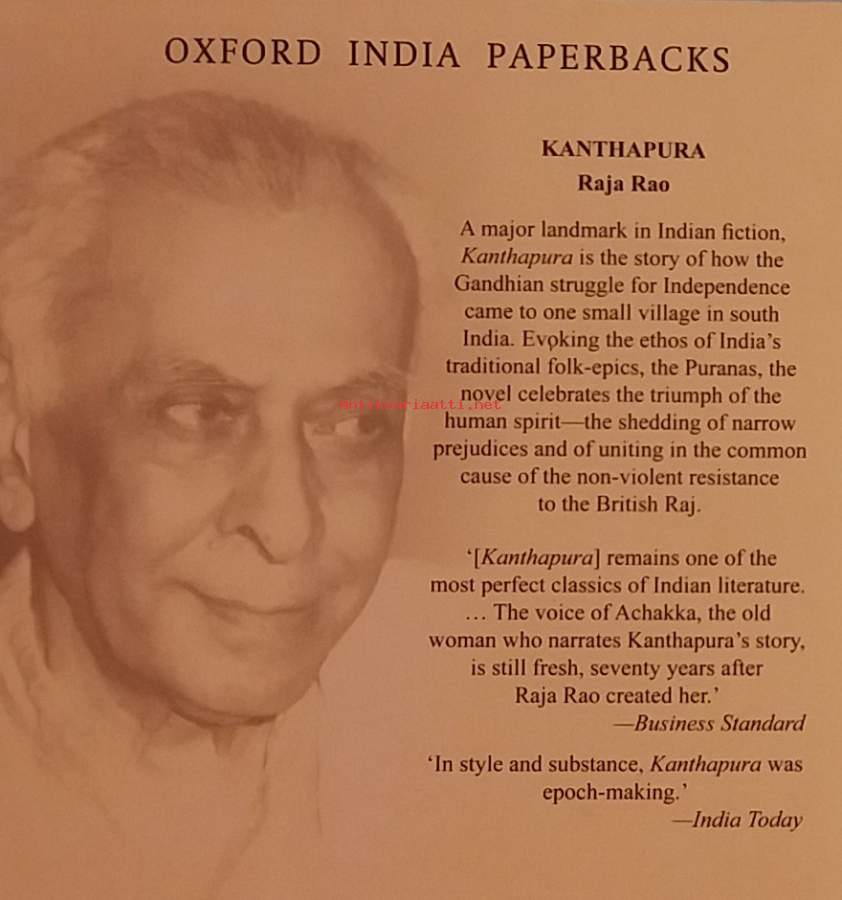 OXFORD INDIA PAPERBACKS
KANTHAPURA
Raja Rao
A major landmark in Indian fiction,
Kanthapura is the story of how the
Gandhian struggle for Independence
came to one small village in south
India. Evoking the ethos of India's
traditional folk-epics, the Puranas, the
novel celebrates the triumph of the
Antikvariaatti.net
human spirit—the shedding of narrow
prejudices and of uniting in the common
cause of the non-violent resistance
to the British Raj.
‘[Kanthapura] remains one of the
most perfect classics of Indian literature.
… The voice of Achakka, the old
woman who narrates Kanthapura’s story,
is still fresh, seventy years after
Raja Rao created her.’
—Business Standard
‘In style and substance, Kanthapura was
epoch-making.’
—India Today